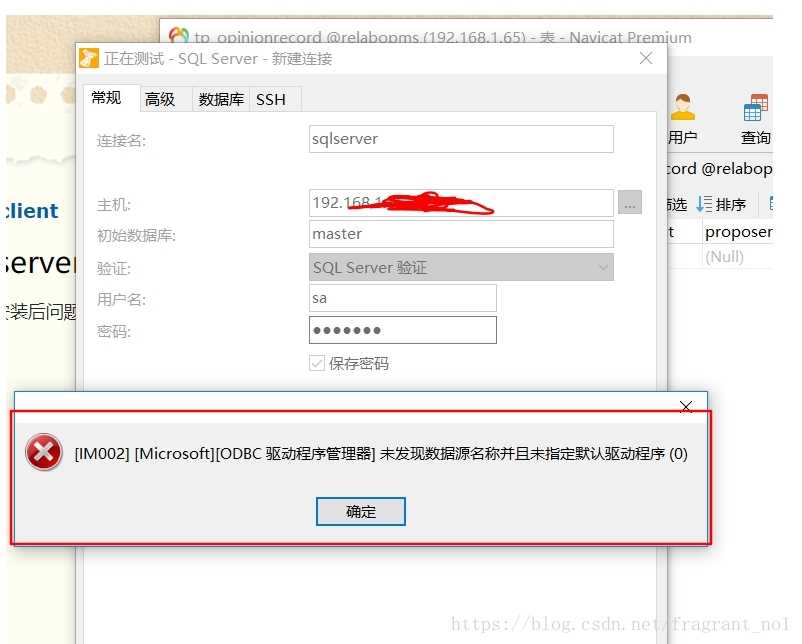 tp_opinionrecord @relabopms (192.168.1.65) - 表 - Navicat Premium
正在测试 - SQL Server - 新建连接
常规 高级 数据库 SSH
用户 查询
连接名: sqlserver
cord @relabop
主机: 192.168.1 ...
client
筛选 排序
初始数据库: master
t proposer
server
(Null)
验证: SQL Server 验证
用户名: sa
安装后问题
密码: ●●●●●●●
保存密码
[IM002] [Microsoft][ODBC 驱动程序管理器] 未发现数据源名称并且未指定默认驱动程序 (0)
确定
https://blog.csdn.net/fragrant_no1